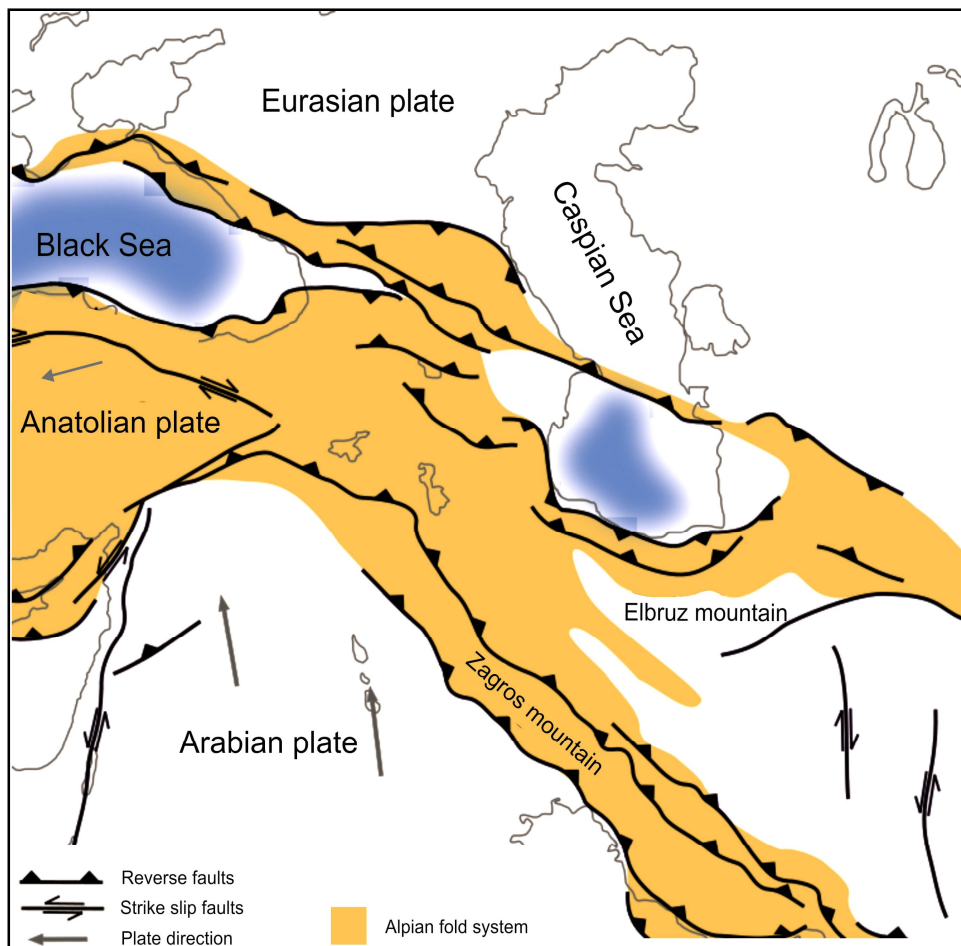 Eurasian plate
Black Sea
Caspian Sea
Anatolian plate
Elbruz mountain
Zagros mountain
Arabian plate
Reverse faults
Strike slip faults
Plate direction
Alpian fold system